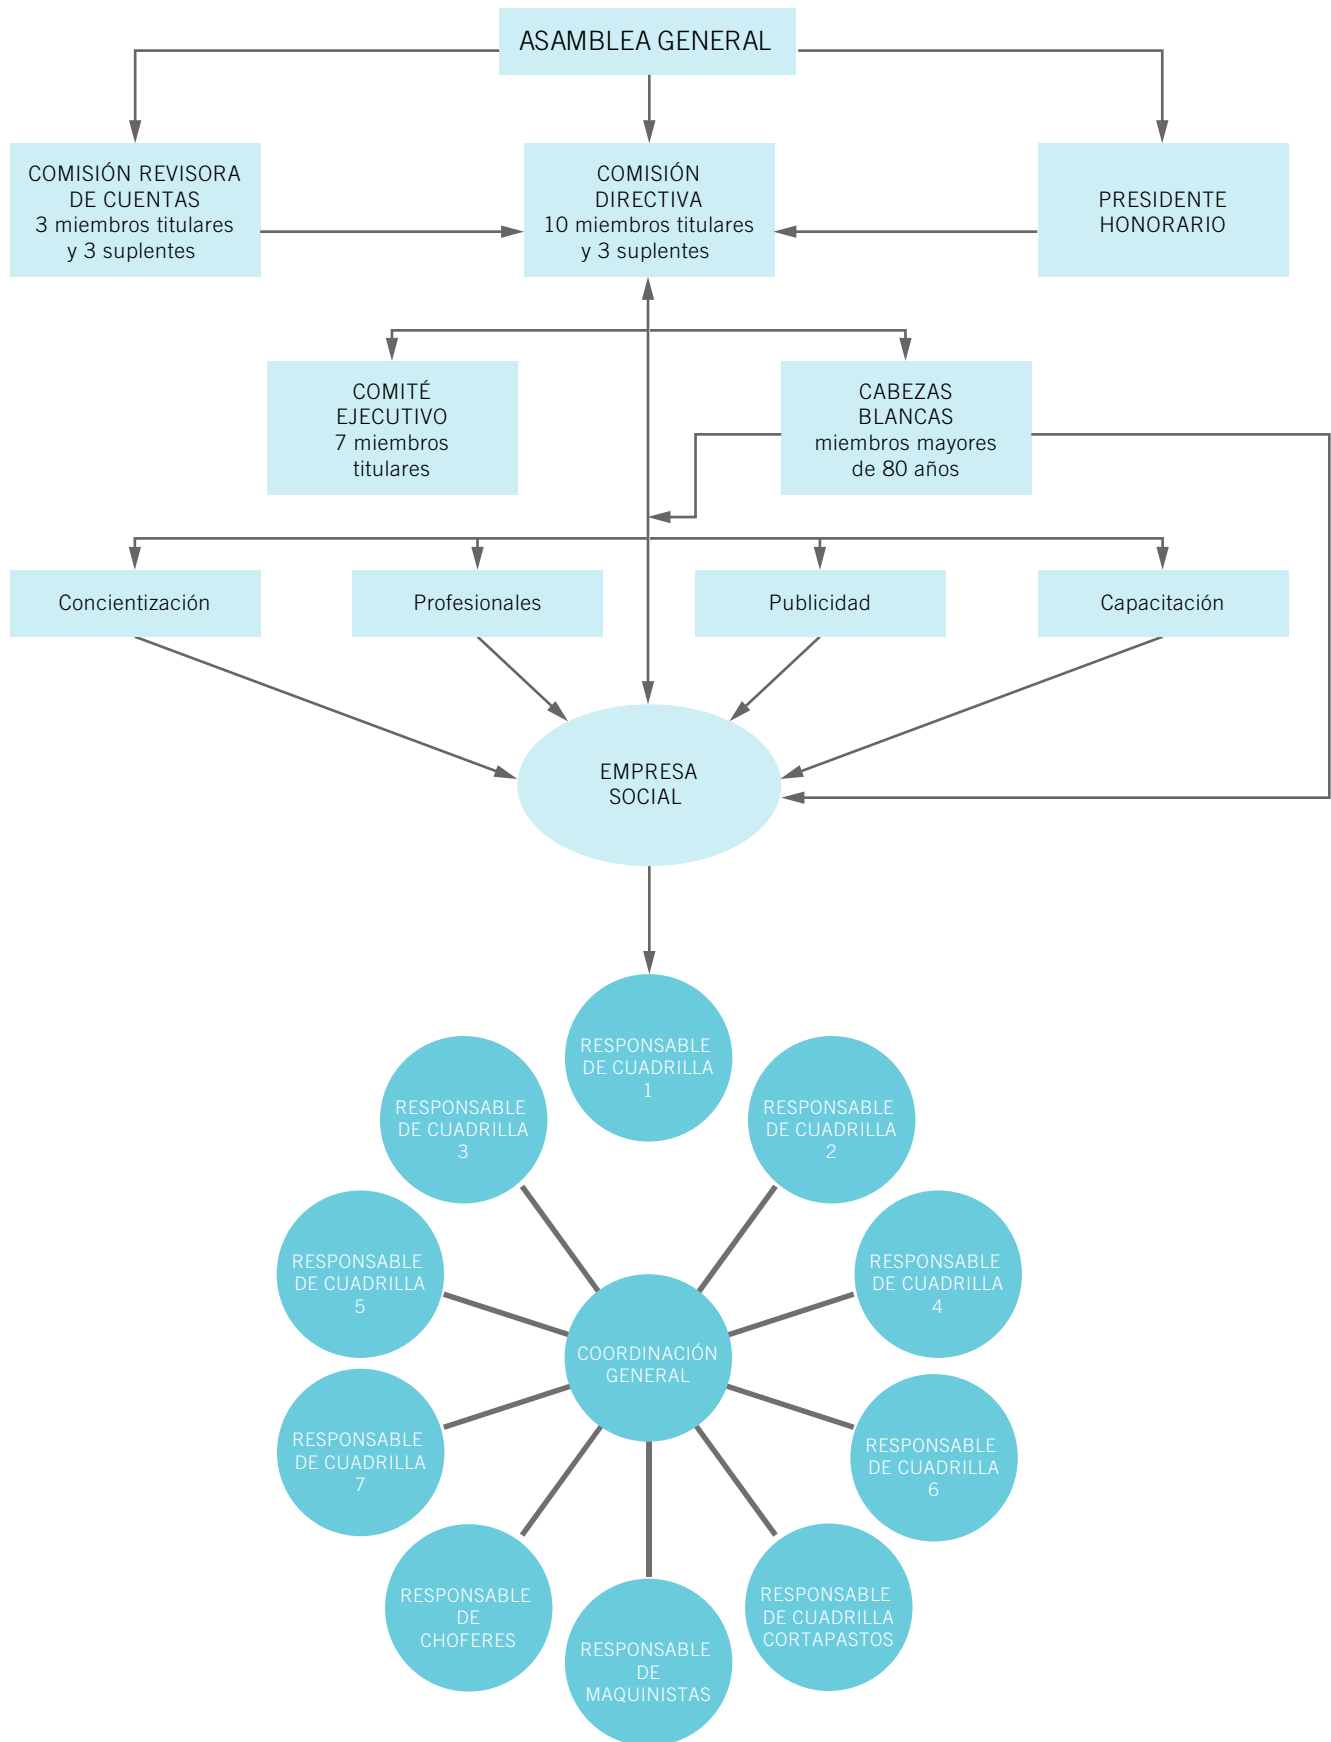 ASAMBLEA GENERAL
COMISIÓN REVISORA
DE CUENTAS
3 miembros titulares
y 3 suplentes
COMISIÓN
DIRECTIVA
10 miembros titulares
y 3 suplentes
PRESIDENTE
HONORARIO
COMITÉ
EJECUTIVO
7 miembros
titulares
CABEZAS
BLANCAS
miembros mayores
de 80 años
Concientización
Profesionales
Publicidad
Capacitación
EMPRESA
SOCIAL
RESPONSABLE
DE CUADRILLA
1
RESPONSABLE
DE CUADRILLA
3
RESPONSABLE
DE CUADRILLA
2
RESPONSABLE
DE CUADRILLA
5
RESPONSABLE
DE CUADRILLA
4
COORDINACIÓN
GENERAL
RESPONSABLE
DE CUADRILLA
7
RESPONSABLE
DE CUADRILLA
6
RESPONSABLE
DE
CHOFERES
RESPONSABLE
DE
MAQUINISTAS
RESPONSABLE
DE CUADRILLA
CORTAPASTOS